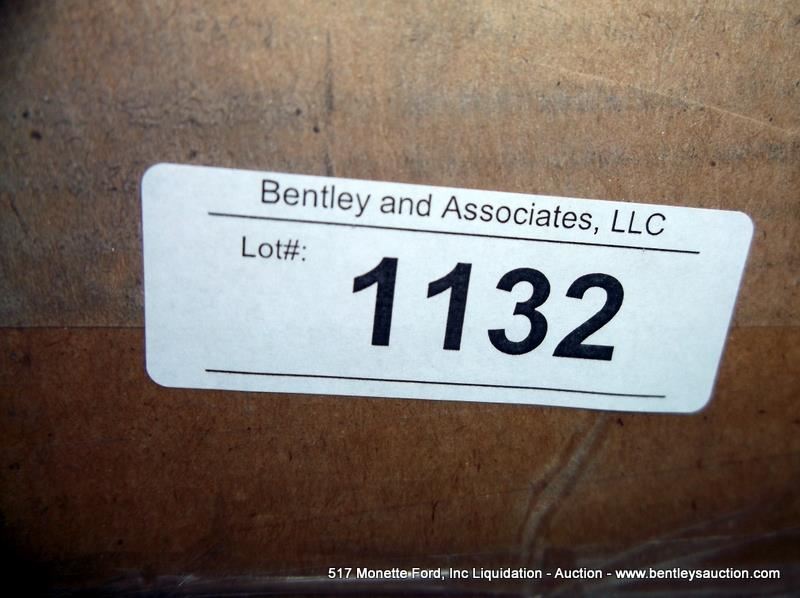 Bentley and Associates, LLC
Lot#:
1132
517 Monette Ford, Inc Liquidation - Auction - www.bentleysauction.com